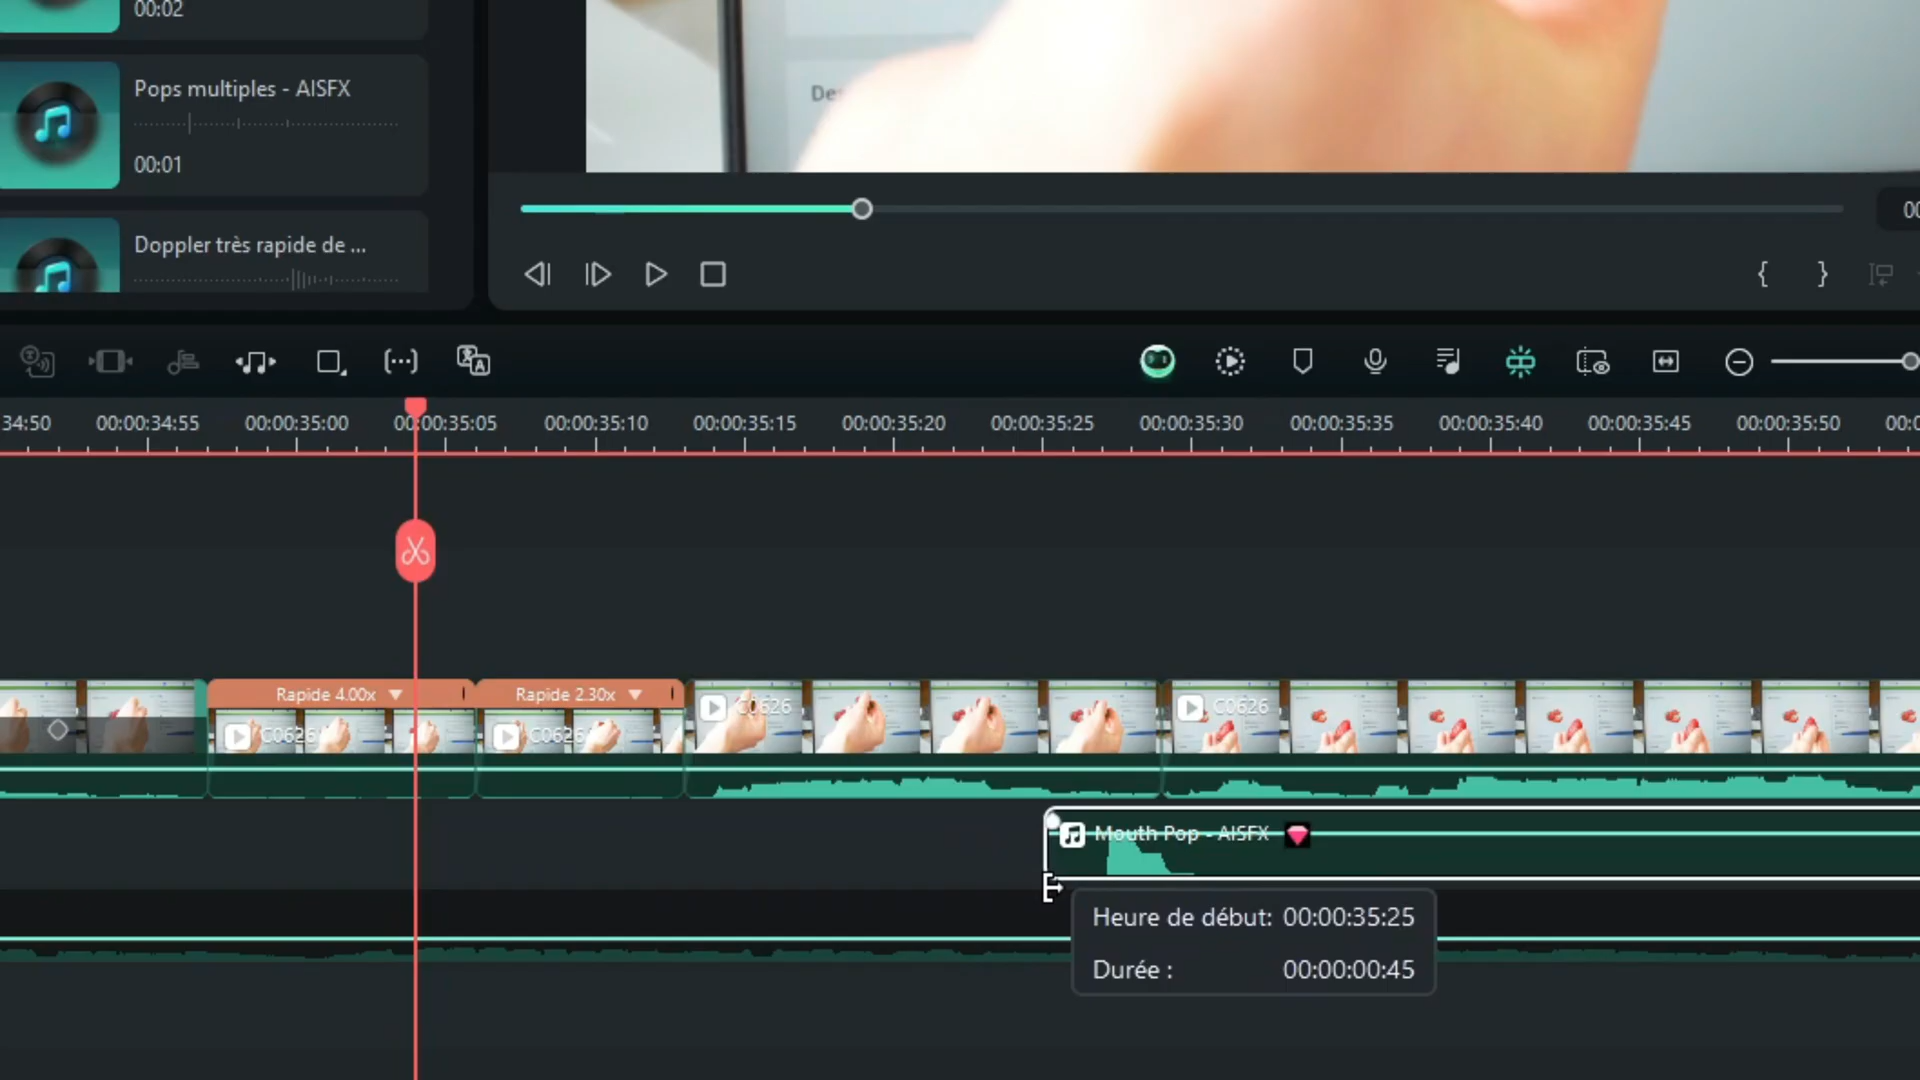 00:02
Pops multiples - AISFX
00:01
Doppler très rapide de ...
De
00
34:50 00:00:34:55 00:00:35:00 00:00:35:05 00:00:35:10 00:00:35:15 00:00:35:20 00:00:35:25 00:00:35:30 00:00:35:35 00:00:35:40 00:00:35:45 00:00:35:50 00:0
Rapide 4.00x Rapide 2.30x
C0626 C0626 C0626 C0626
Mouth Pop - AISFX
Heure de début: 00:00:35:25
Durée : 00:00:00:45